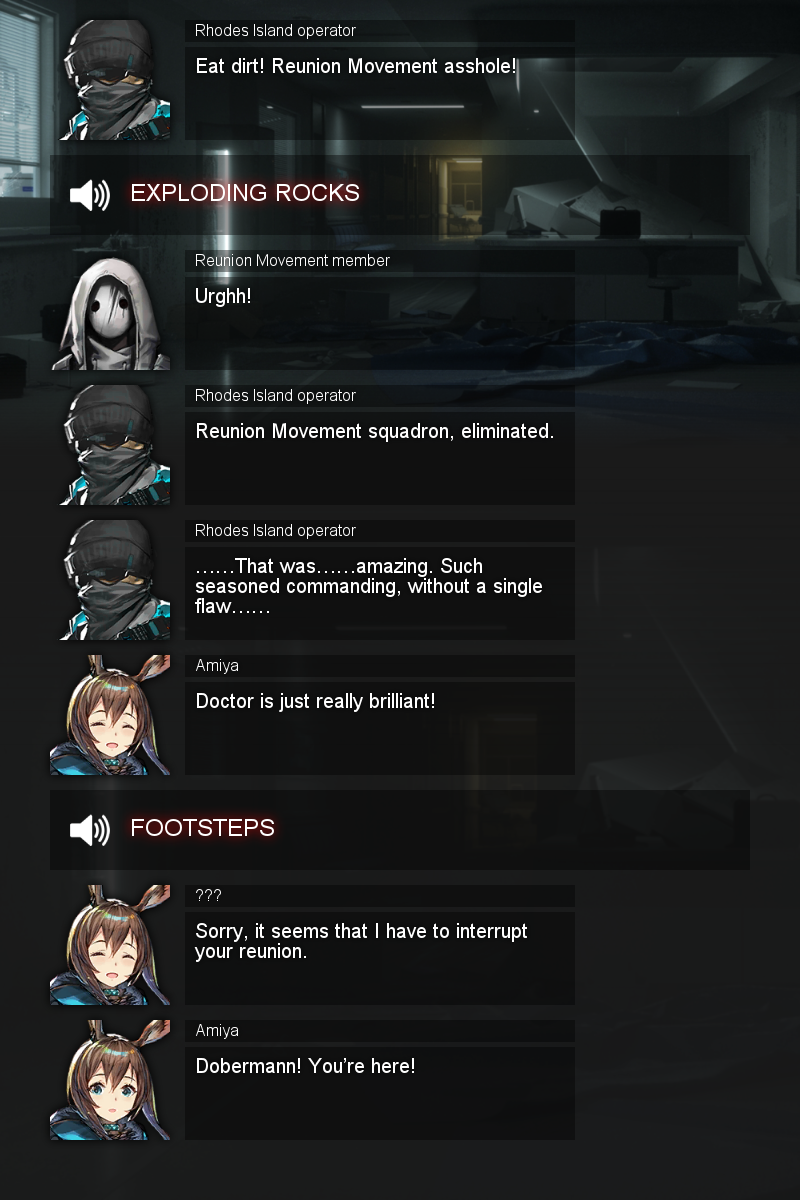 Rhodes Island operator
Eat dirt! Reunion Movement asshole!
EXPLODING ROCKS
Reunion Movement member
Urghh!
Rhodes Island operator
Reunion Movement squadron, eliminated.
Rhodes Island operator
……That was……amazing. Such
seasoned commanding, without a single
flaw……
Amiya
Doctor is just really brilliant!
FOOTSTEPS
???
Sorry, it seems that I have to interrupt
your reunion.
Amiya
Dobermann! You’re here!